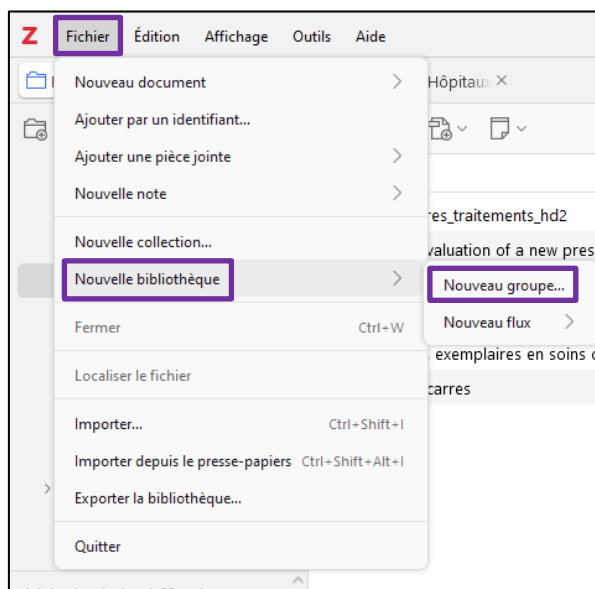 Z Fichier Édition Affichage Outils Aide
Hôpitaux
Nouveau document
Ajouter par un identifiant...
Ajouter une pièce jointe
Nouvelle note
res_traitements_hd2
Nouvelle collection...
valuation of a new pres
Nouvelle bibliothèque
Nouveau groupe...
Fermer Ctrl+W
Nouveau flux
exemplaires en soins
Localiser le fichier
carres
Importer... Ctrl+Shift+I
Importer depuis le presse-papiers Ctrl+Shift+Alt+I
Exporter la bibliothèque...
Quitter